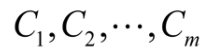 C₁, C₂, ⋯, Cₘ